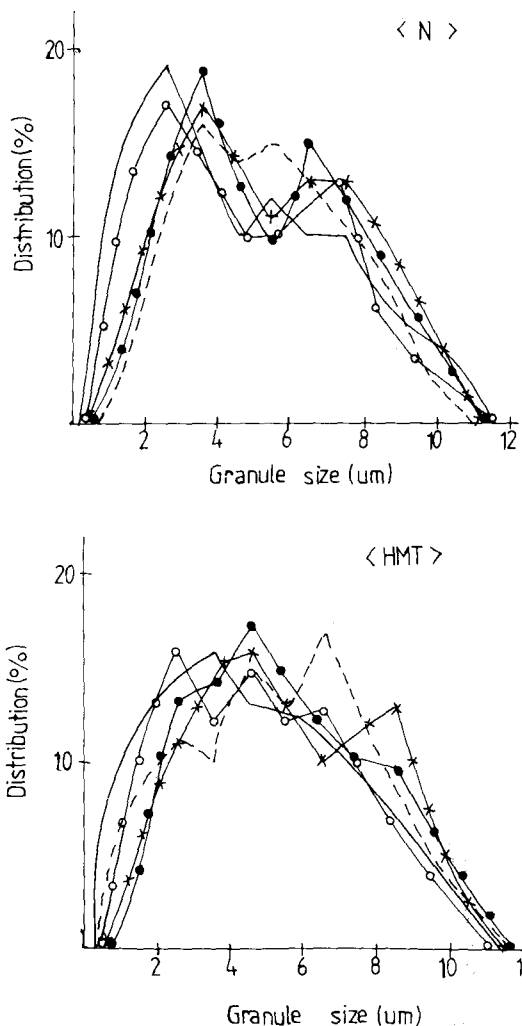 < N >
20
10
Distribution (%)
2 4 6 8 10 12
Granule size (um)
< HMT >
20
10
Distribution (%)
2 4 6 8 10 1
Granule size (um)